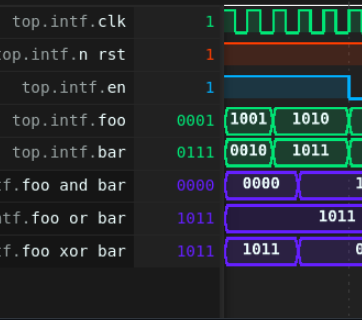 top.intf.clk 1
top.intf.n rst 1
top.intf.en 1
top.intf.foo 0001 1001 1010
top.intf.bar 0111 0010 1011
f.foo and bar 0000 0000 1
ntf.foo or bar 1011 1011
f.foo xor bar 1011 1011 0